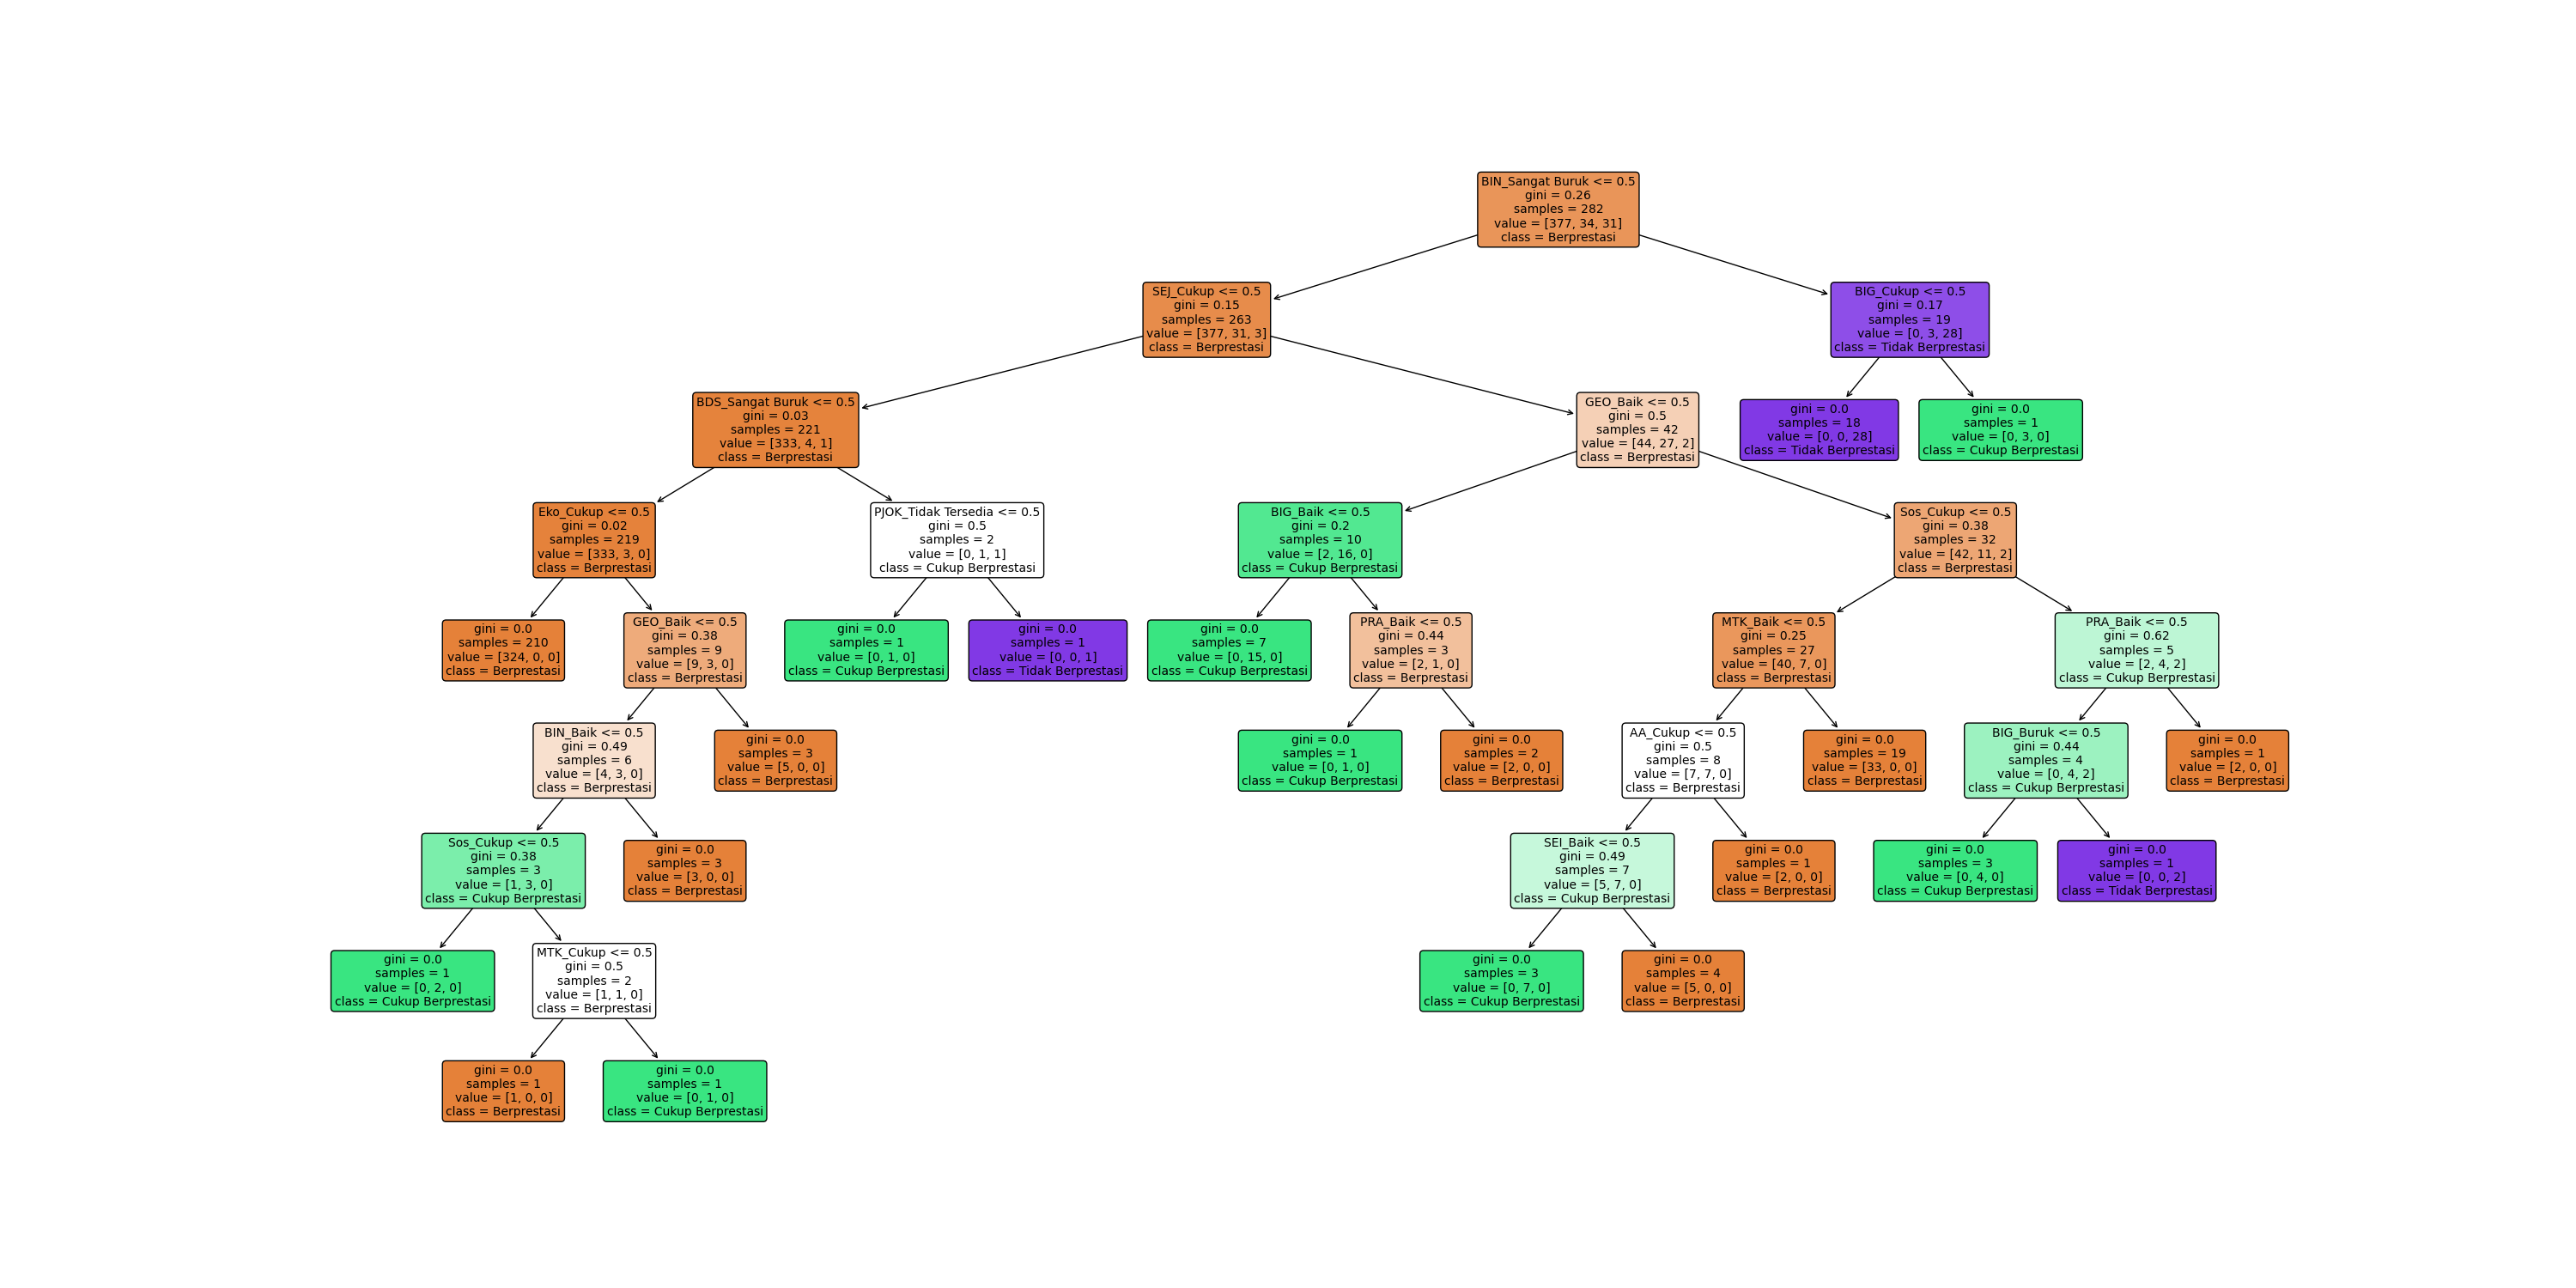 BIN_Sangat Buruk <= 0.5
gini = 0.26
samples = 282
value = [377, 34, 31]
class = Berprestasi
SEJ_Cukup <= 0.5
gini = 0.15
samples = 263
value = [377, 31, 3]
class = Berprestasi
BIG_Cukup <= 0.5
gini = 0.17
samples = 19
value = [0, 3, 28]
class = Tidak Berprestasi
BDS_Sangat Buruk <= 0.5
gini = 0.03
samples = 221
value = [333, 4, 1]
class = Berprestasi
GEO_Baik <= 0.5
gini = 0.5
samples = 42
value = [44, 27, 2]
class = Berprestasi
gini = 0.0
samples = 18
value = [0, 0, 28]
class = Tidak Berprestasi
gini = 0.0
samples = 1
value = [0, 3, 0]
class = Cukup Berprestasi
Eko_Cukup <= 0.5
gini = 0.02
samples = 219
value = [333, 3, 0]
class = Berprestasi
PJOK_Tidak Tersedia <= 0.5
gini = 0.5
samples = 2
value = [0, 1, 1]
class = Cukup Berprestasi
BIG_Baik <= 0.5
gini = 0.2
samples = 10
value = [2, 16, 0]
class = Cukup Berprestasi
Sos_Cukup <= 0.5
gini = 0.38
samples = 32
value = [42, 11, 2]
class = Berprestasi
gini = 0.0
samples = 210
value = [324, 0, 0]
class = Berprestasi
GEO_Baik <= 0.5
gini = 0.38
samples = 9
value = [9, 3, 0]
class = Berprestasi
gini = 0.0
samples = 1
value = [0, 1, 0]
class = Cukup Berprestasi
gini = 0.0
samples = 1
value = [0, 0, 1]
class = Tidak Berprestasi
gini = 0.0
samples = 7
value = [0, 15, 0]
class = Cukup Berprestasi
PRA_Baik <= 0.5
gini = 0.44
samples = 3
value = [2, 1, 0]
class = Berprestasi
MTK_Baik <= 0.5
gini = 0.25
samples = 27
value = [40, 7, 0]
class = Berprestasi
PRA_Baik <= 0.5
gini = 0.62
samples = 5
value = [2, 4, 2]
class = Cukup Berprestasi
BIN_Baik <= 0.5
gini = 0.49
samples = 6
value = [4, 3, 0]
class = Berprestasi
gini = 0.0
samples = 3
value = [5, 0, 0]
class = Berprestasi
gini = 0.0
samples = 1
value = [0, 1, 0]
class = Cukup Berprestasi
gini = 0.0
samples = 2
value = [2, 0, 0]
class = Berprestasi
AA_Cukup <= 0.5
gini = 0.5
samples = 8
value = [7, 7, 0]
class = Berprestasi
gini = 0.0
samples = 19
value = [33, 0, 0]
class = Berprestasi
BIG_Buruk <= 0.5
gini = 0.44
samples = 4
value = [0, 4, 2]
class = Cukup Berprestasi
gini = 0.0
samples = 1
value = [2, 0, 0]
class = Berprestasi
Sos_Cukup <= 0.5
gini = 0.38
samples = 3
value = [1, 3, 0]
class = Cukup Berprestasi
gini = 0.0
samples = 3
value = [3, 0, 0]
class = Berprestasi
SEI_Baik <= 0.5
gini = 0.49
samples = 7
value = [5, 7, 0]
class = Cukup Berprestasi
gini = 0.0
samples = 1
value = [2, 0, 0]
class = Berprestasi
gini = 0.0
samples = 3
value = [0, 4, 0]
class = Cukup Berprestasi
gini = 0.0
samples = 1
value = [0, 0, 2]
class = Tidak Berprestasi
gini = 0.0
samples = 1
value = [0, 2, 0]
class = Cukup Berprestasi
MTK_Cukup <= 0.5
gini = 0.5
samples = 2
value = [1, 1, 0]
class = Berprestasi
gini = 0.0
samples = 3
value = [0, 7, 0]
class = Cukup Berprestasi
gini = 0.0
samples = 4
value = [5, 0, 0]
class = Berprestasi
gini = 0.0
samples = 1
value = [1, 0, 0]
class = Berprestasi
gini = 0.0
samples = 1
value = [0, 1, 0]
class = Cukup Berprestasi